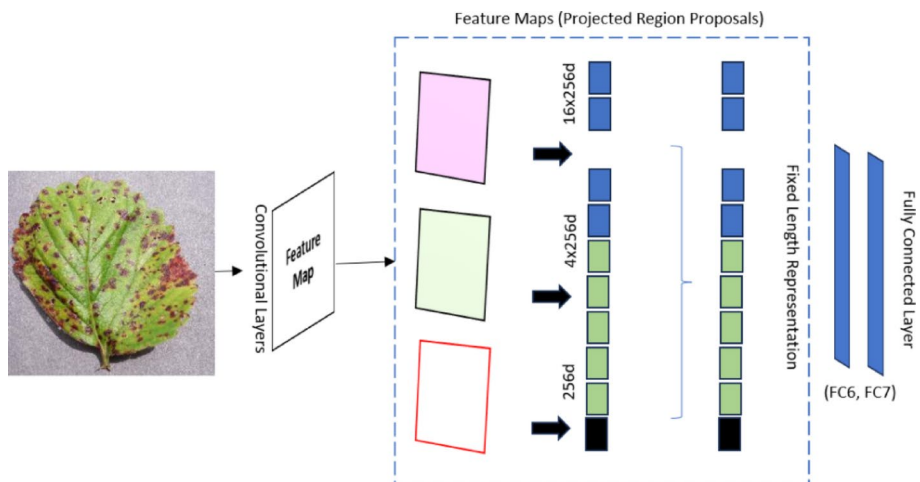 Feature Maps (Projected Region Proposals)
Convolutional Layers
Feature
Map
16x256d
4x256d
256d
Fixed Length Representation
Fully Connected Layer
(FC6, FC7)